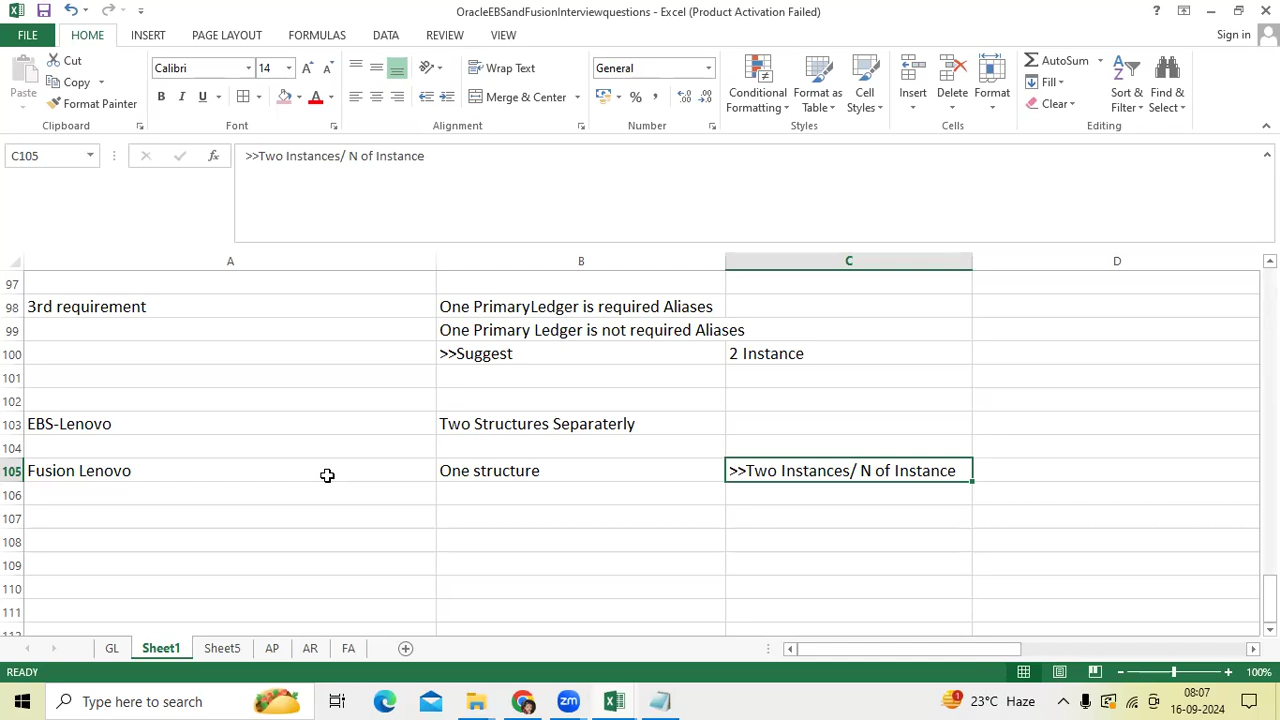 OracleEBSandFusionInterviewquestions - Excel (Product Activation Failed)
FILE HOME INSERT PAGE LAYOUT FORMULAS DATA REVIEW VIEW Sign in
Paste Cut Copy Format Painter Clipboard
Calibri 14 B I U A Font
Wrap Text Merge & Center Alignment
General % , Number
Conditional Formatting Format as Table Cell Styles Styles
Insert Delete Format Cells
AutoSum Fill Clear Sort & Filter Find & Select Editing
C105 fx >>Two Instances/ N of Instance
A B C D
97
98 3rd requirement One PrimaryLedger is required Aliases
99 One Primary Ledger is not required Aliases
100 >>Suggest 2 Instance
101
102
103 EBS-Lenovo Two Structures Separaterly
104
105 Fusion Lenovo One structure >>Two Instances/ N of Instance
106
107
108
109
110
111
112
GL Sheet1 Sheet5 AP AR FA
READY 100%
Type here to search 1 23°C Haze 08:07
16-09-2024